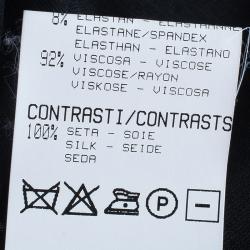 8% ELASTAN - ELASTHANNE
ELASTANE/SPANDEX
ELASTHAN - ELASTANO
92% VISCOSA - VISCOSE
VISCOSE/RAYON
VISKOSE - VISCOSA
CONTRASTI/CONTRASTS
100% SETA - SOIE
SILK - SEIDE
SEDA
P